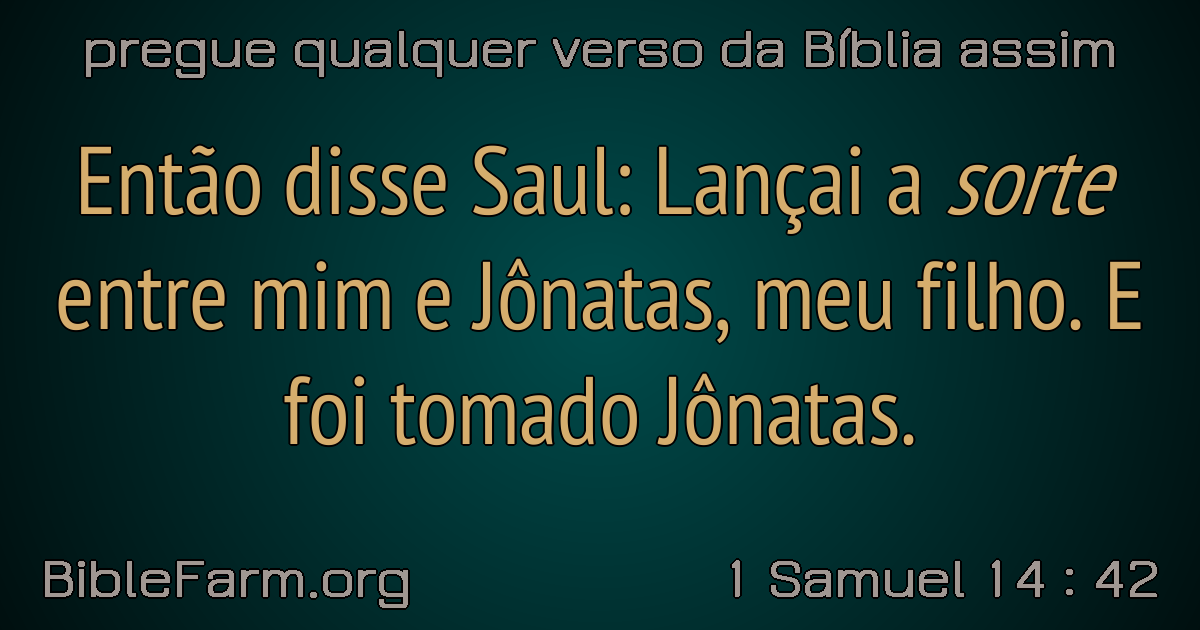 pregue qualquer verso da Bíblia assim
Então disse Saul: Lançai a sorte
entre mim e Jônatas, meu filho. E
foi tomado Jônatas.
BibleFarm.org
1 Samuel 14 : 42